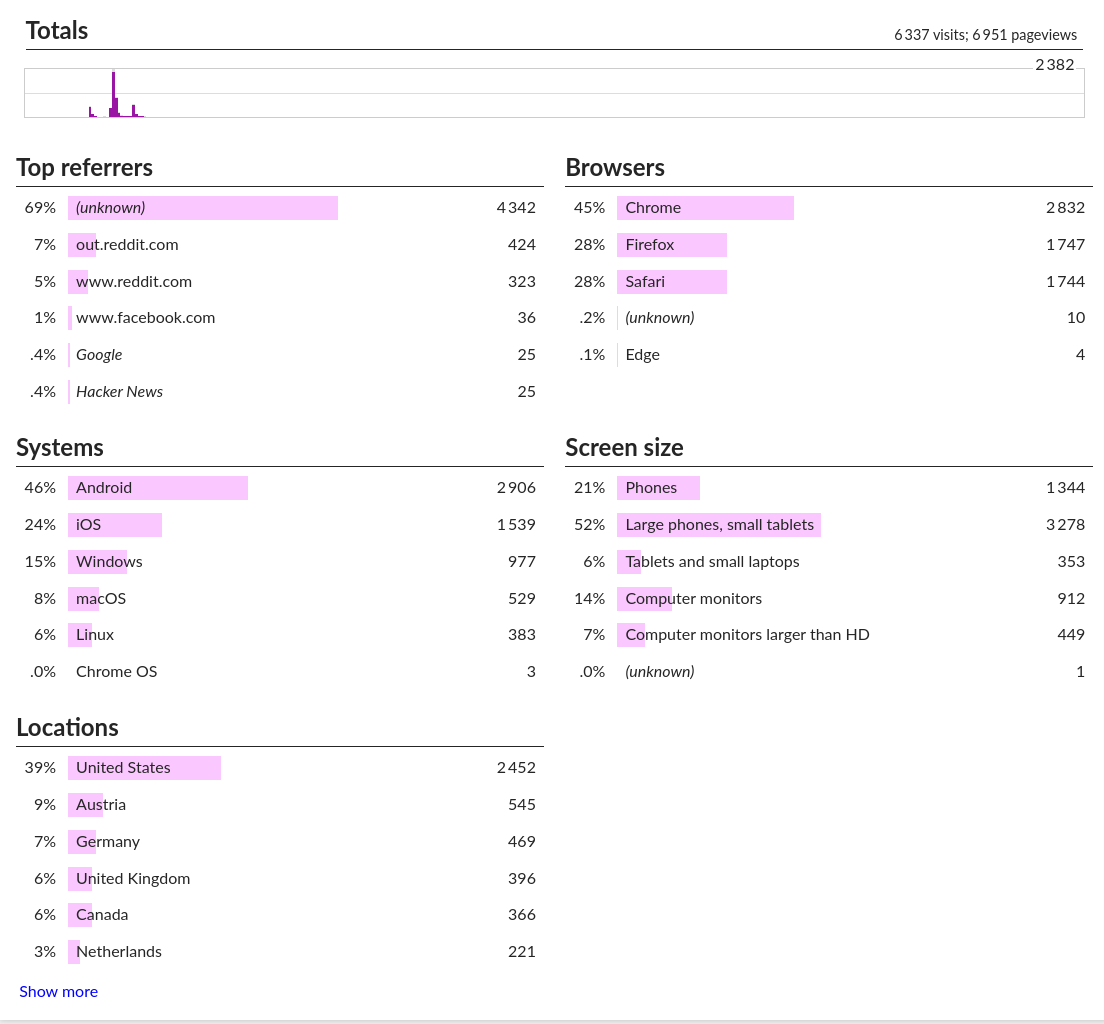 Totals
6 337 visits; 6 951 pageviews
2 382
Top referrers
69% (unknown) 4 342
7% out.reddit.com 424
5% www.reddit.com 323
1% www.facebook.com 36
.4% Google 25
.4% Hacker News 25
Browsers
45% Chrome 2 832
28% Firefox 1 747
28% Safari 1 744
.2% (unknown) 10
.1% Edge 4
Systems
46% Android 2 906
24% iOS 1 539
15% Windows 977
8% macOS 529
6% Linux 383
.0% Chrome OS 3
Screen size
21% Phones 1 344
52% Large phones, small tablets 3 278
6% Tablets and small laptops 353
14% Computer monitors 912
7% Computer monitors larger than HD 449
.0% (unknown) 1
Locations
39% United States 2 452
9% Austria 545
7% Germany 469
6% United Kingdom 396
6% Canada 366
3% Netherlands 221
Show more